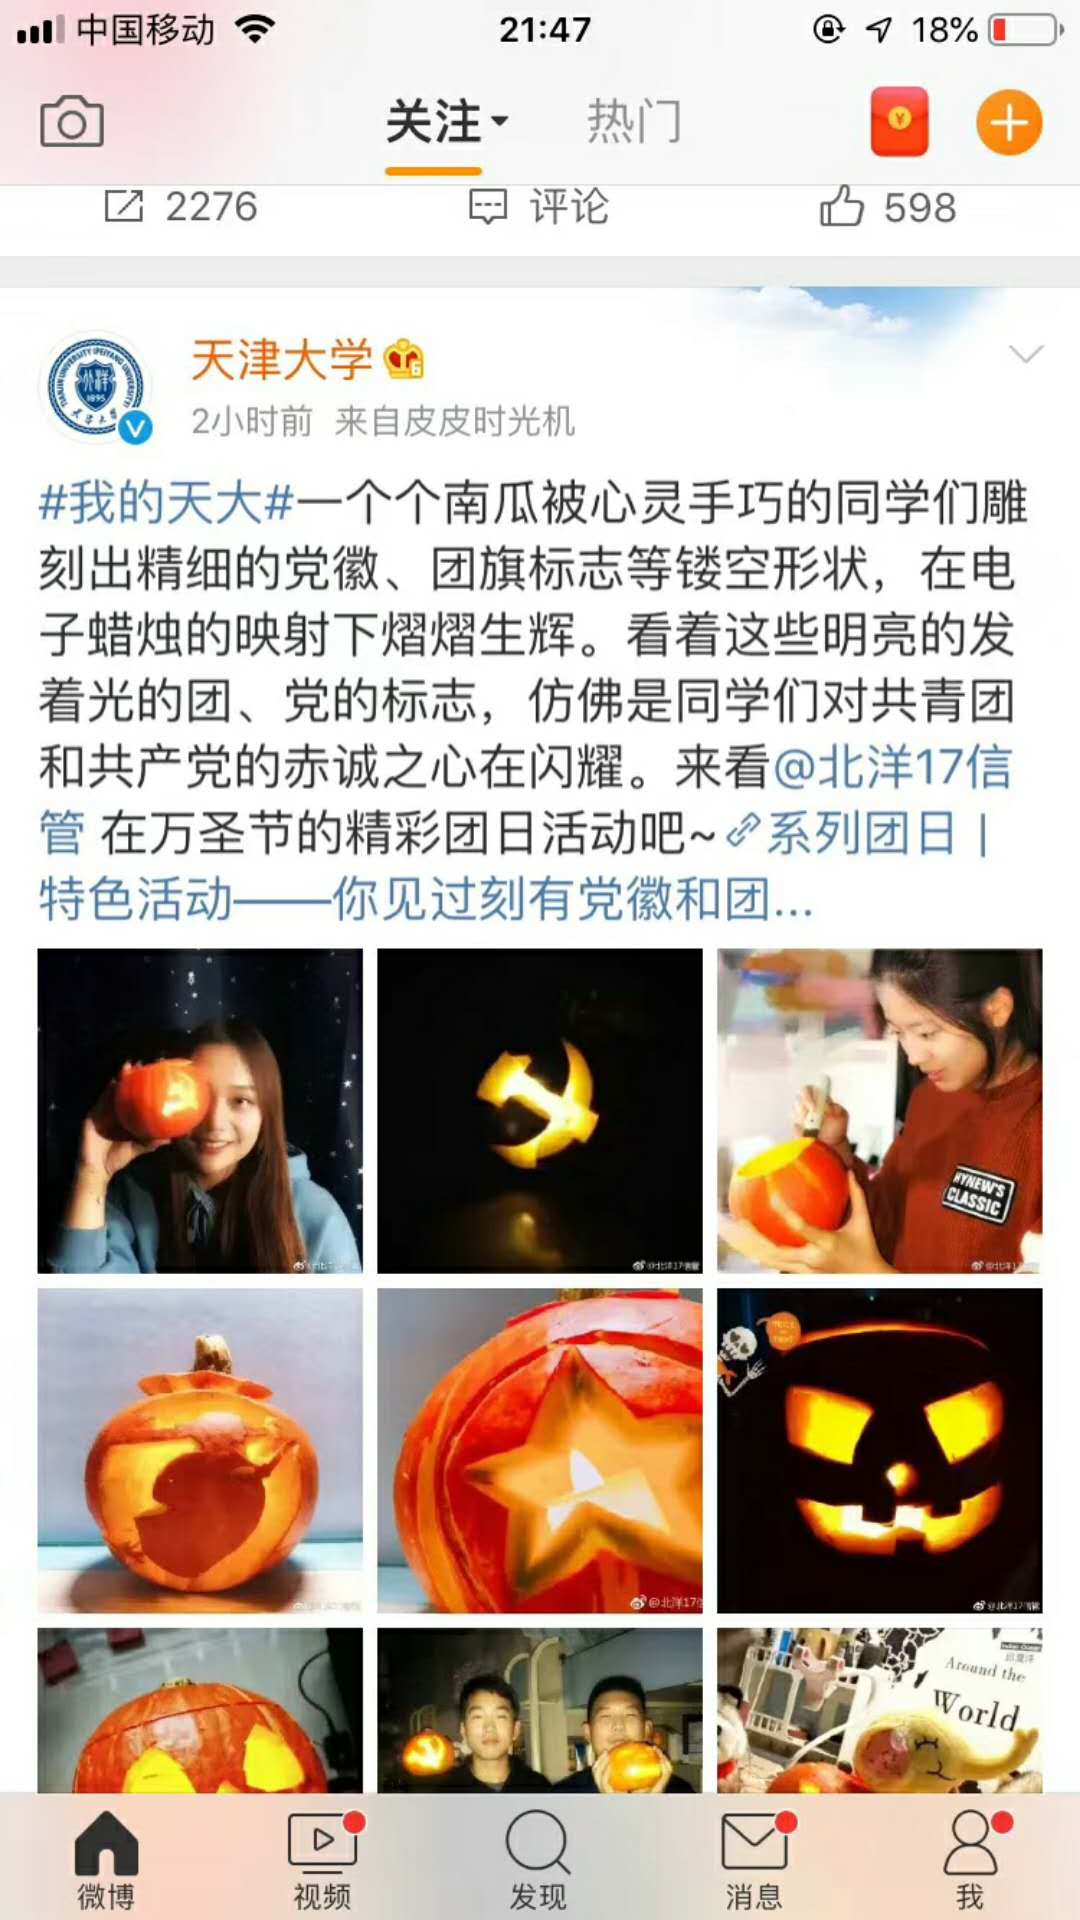 中国移动 21:47 18%
关注 热门
2276 评论 598
天津大学
2小时前 来自皮皮时光机
#我的天大#一个个南瓜被心灵手巧的同学们雕
刻出精细的党徽、团旗标志等镂空形状，在电
子蜡烛的映射下熠熠生辉。看着这些明亮的发
着光的团、党的标志，仿佛是同学们对共青团
和共产党的赤诚之心在闪耀。来看@北洋17信
管 在万圣节的精彩团日活动吧~系列团日 |
特色活动——你见过刻有党徽和团...
@北洋17信管
HYNEW'S
CLASSIC
@北洋17信
@北洋17信管
Around the
World
微博 视频 发现 消息 我